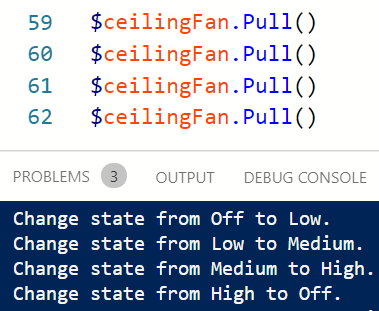 59 $ceilingFan.Pull()
60 $ceilingFan.Pull()
61 $ceilingFan.Pull()
62 $ceilingFan.Pull()
PROBLEMS 3 OUTPUT DEBUG CONSOLE
Change state from Off to Low.
Change state from Low to Medium.
Change state from Medium to High.
Change state from High to Off.